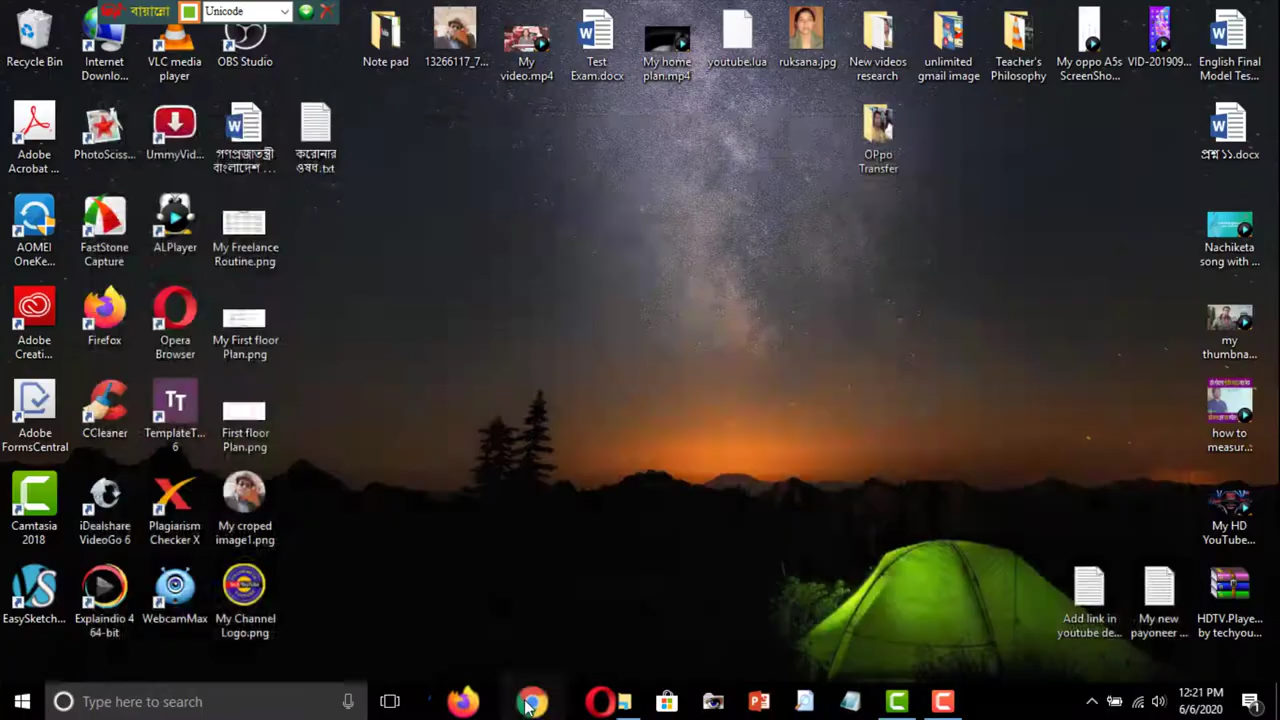 বায়ান্নো
Unicode
Recycle Bin
Internet
Downlo...
VLC media
player
OBS Studio
Note pad
13266117_7...
My
video.mp4
Test
Exam.docx
My home
plan.mp4
youtube.lua
ruksana.jpg
New videos
research
unlimited
gmail image
Teacher's
Philosophy
My oppo A5s
ScreenSho...
VID-201909...
English Final
Model Tes...
Adobe
Acrobat ...
PhotoSciss...
UmmyVid...
গণপ্রজাতন্ত্রী
বাংলাদেশ ...
করোনার
ওষধ.txt
OPpo
Transfer
প্রশ্ন ১১.docx
AOMEI
OneKe...
FastStone
Capture
ALPlayer
My Freelance
Routine.png
Nachiketa
song with ...
Adobe
Creati...
Firefox
Opera
Browser
My First floor
Plan.png
my
thumbna...
Adobe
FormsCentral
CCleaner
TT
TemplateT...
6
First floor
Plan.png
how to
measur...
Camtasia
2018
iDealshare
VideoGo 6
Plagiarism
Checker X
My croped
image1.png
My HD
YouTube...
EasySketch...
Explaindio 4
64-bit
WebcamMax
My Channel
Logo.png
Add link in
youtube de...
My new
payoneer ...
HDTV.Playe...
by techyou...
Type here to search
12:21 PM
6/6/2020